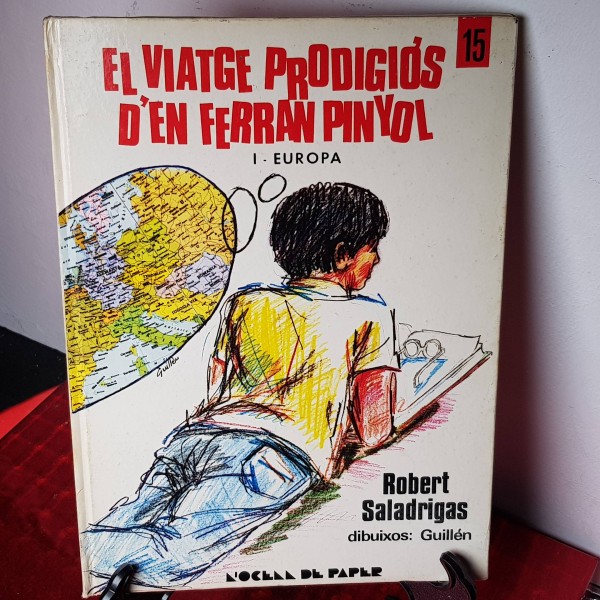 15
EL VIATGE PRODIGIÓS
D'EN FERRAN PINYOL
I - EUROPA
Guillén
Robert
Saladrigas
dibuixos: Guillén
L'OCELL DE PAPER